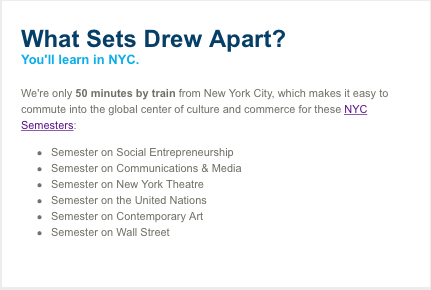 What Sets Drew Apart?
You'll learn in NYC.
We're only 50 minutes by train from New York City, which makes it easy to
commute into the global center of culture and commerce for these NYC
Semesters:
• Semester on Social Entrepreneurship
• Semester on Communications & Media
• Semester on New York Theatre
• Semester on the United Nations
• Semester on Contemporary Art
• Semester on Wall Street